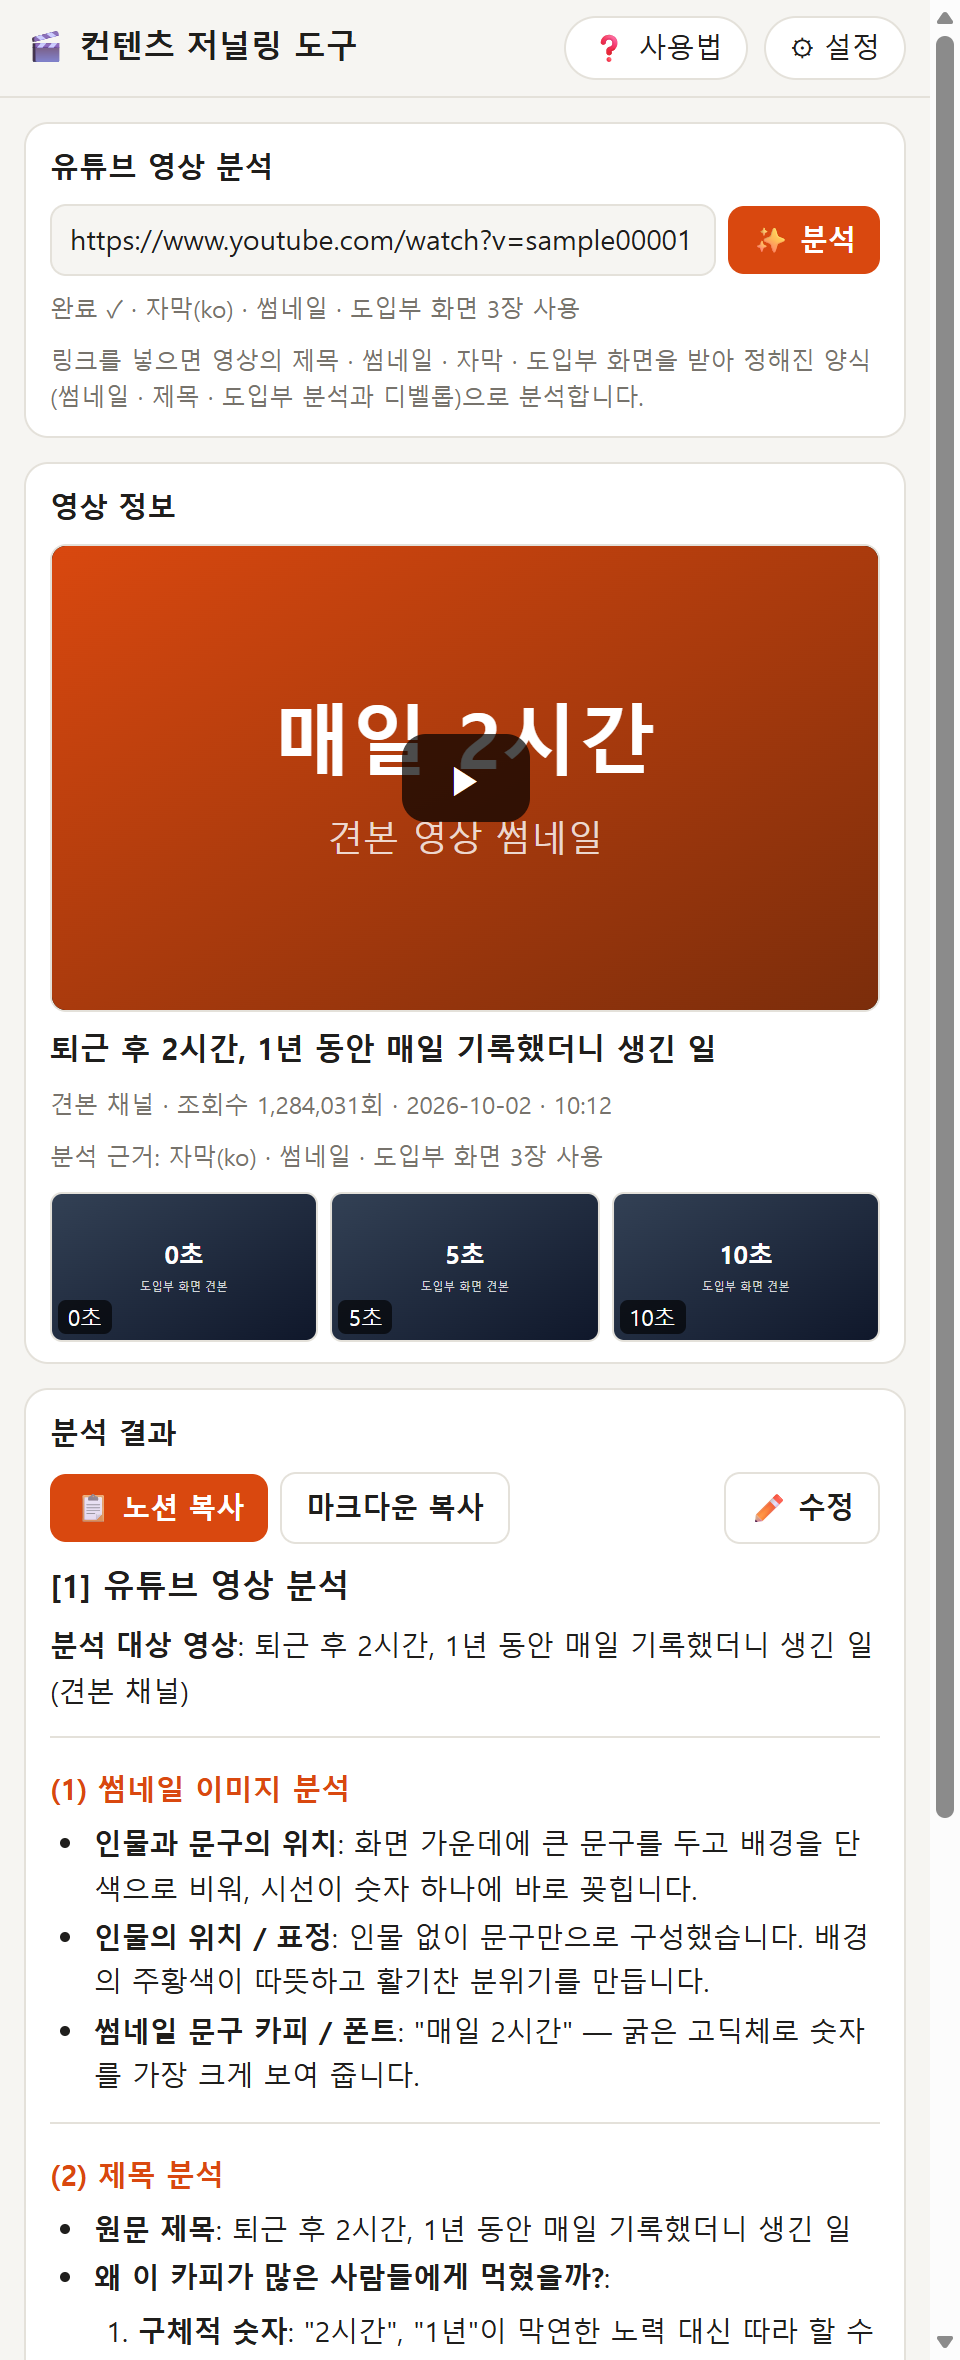 컨텐츠 저널링 도구
❓ 사용법
⚙ 설정
유튜브 영상 분석
https://www.youtube.com/watch?v=sample00001
✨ 분석
완료 ✓ · 자막(ko) · 썸네일 · 도입부 화면 3장 사용
링크를 넣으면 영상의 제목 · 썸네일 · 자막 · 도입부 화면을 받아 정해진 양식
(썸네일 · 제목 · 도입부 분석과 디벨롭)으로 분석합니다.
영상 정보
매일 2시간
견본 영상 썸네일
퇴근 후 2시간, 1년 동안 매일 기록했더니 생긴 일
견본 채널 · 조회수 1,284,031회 · 2026-10-02 · 10:12
분석 근거: 자막(ko) · 썸네일 · 도입부 화면 3장 사용
0초
도입부 화면 견본
0초
5초
도입부 화면 견본
5초
10초
도입부 화면 견본
10초
분석 결과
노션 복사
마크다운 복사
수정
[1] 유튜브 영상 분석
분석 대상 영상: 퇴근 후 2시간, 1년 동안 매일 기록했더니 생긴 일
(견본 채널)
(1) 썸네일 이미지 분석
• 인물과 문구의 위치: 화면 가운데에 큰 문구를 두고 배경을 단
색으로 비워, 시선이 숫자 하나에 바로 꽂힙니다.
• 인물의 위치 / 표정: 인물 없이 문구만으로 구성했습니다. 배경
의 주황색이 따뜻하고 활기찬 분위기를 만듭니다.
• 썸네일 문구 카피 / 폰트: "매일 2시간" — 굵은 고딕체로 숫자
를 가장 크게 보여 줍니다.
(2) 제목 분석
• 원문 제목: 퇴근 후 2시간, 1년 동안 매일 기록했더니 생긴 일
• 왜 이 카피가 많은 사람들에게 먹혔을까?:
1. 구체적 숫자: "2시간", "1년"이 막연한 노력 대신 따라 할 수